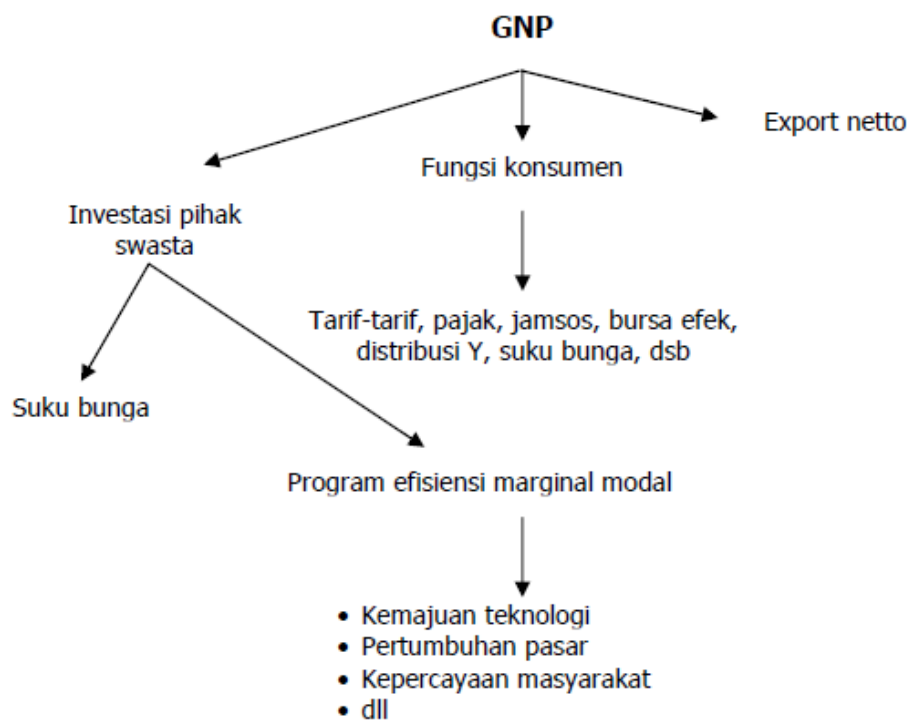 GNP
Export netto
Fungsi konsumen
Investasi pihak
swasta
Tarif-tarif, pajak, jamsos, bursa efek,
distribusi Y, suku bunga, dsb
Suku bunga
Program efisiensi marginal modal
• Kemajuan teknologi
• Pertumbuhan pasar
• Kepercayaan masyarakat
• dll